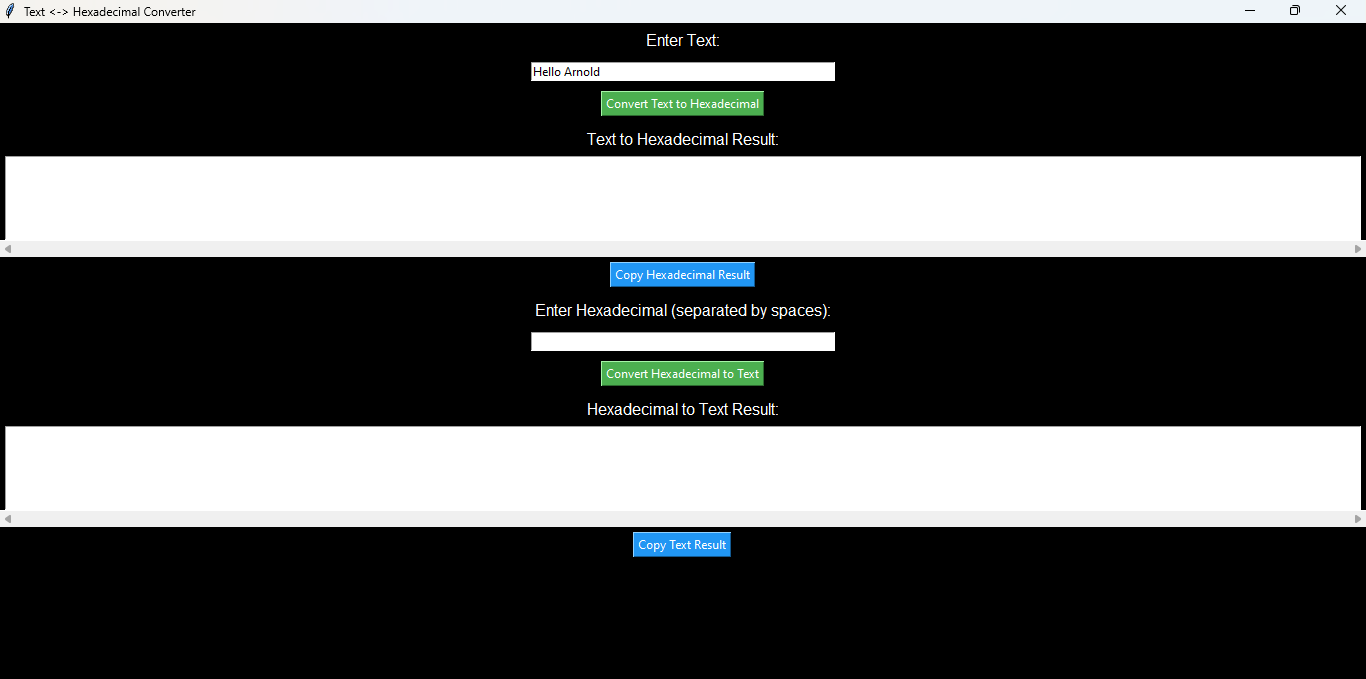 Text <-> Hexadecimal Converter
Enter Text:
Hello Arnold
Convert Text to Hexadecimal
Text to Hexadecimal Result:
Copy Hexadecimal Result
Enter Hexadecimal (separated by spaces):
Convert Hexadecimal to Text
Hexadecimal to Text Result:
Copy Text Result